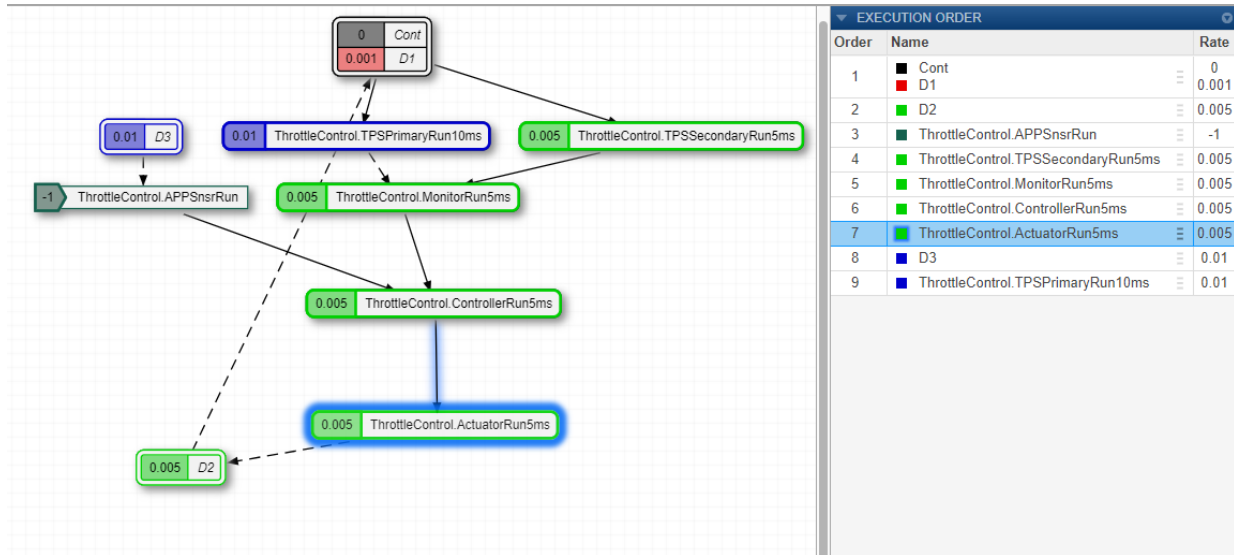 0 Cont
0.001 D1
0.01 D3
0.01 ThrottleControl.TPSPrimaryRun10ms
0.005 ThrottleControl.TPSSecondaryRun5ms
-1 ThrottleControl.APPSnsrRun
0.005 ThrottleControl.MonitorRun5ms
0.005 ThrottleControl.ControllerRun5ms
0.005 ThrottleControl.ActuatorRun5ms
0.005 D2
EXECUTION ORDER
Order Name Rate
1 Cont 0
D1 0.001
2 D2 0.005
3 ThrottleControl.APPSnsrRun -1
4 ThrottleControl.TPSSecondaryRun5ms 0.005
5 ThrottleControl.MonitorRun5ms 0.005
6 ThrottleControl.ControllerRun5ms 0.005
7 ThrottleControl.ActuatorRun5ms 0.005
8 D3 0.01
9 ThrottleControl.TPSPrimaryRun10ms 0.01